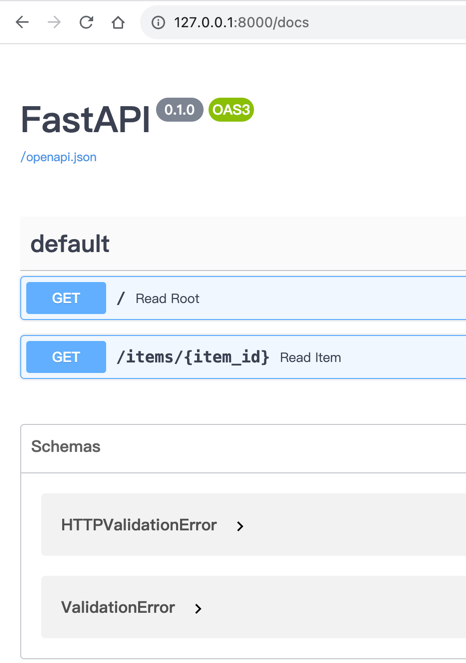 127.0.0.1:8000/docs
FastAPI 0.1.0 OAS3
/openapi.json
default
GET / Read Root
GET /items/{item_id} Read Item
Schemas
HTTPValidationError
ValidationError